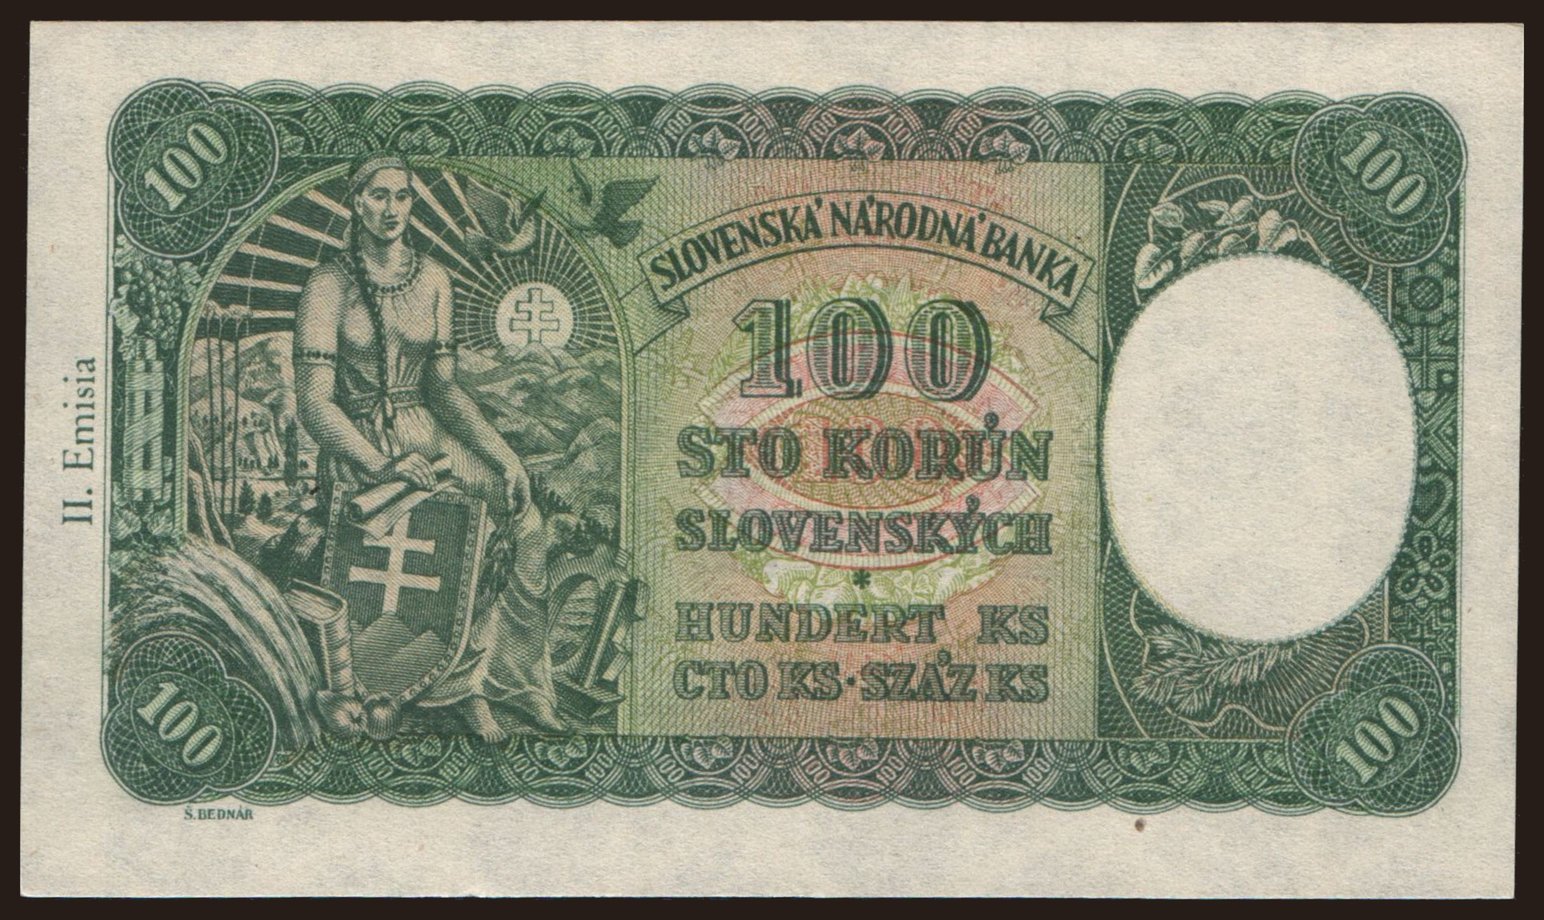 100
100
SLOVENSKÁ NÁRODNÁ BANKA
100
STO KORÚN
SLOVENSKÝCH
*
HUNDERT KS
СТО KS · SZÁZ KS
II. Emisia
100
100
Š. BEDNÁR